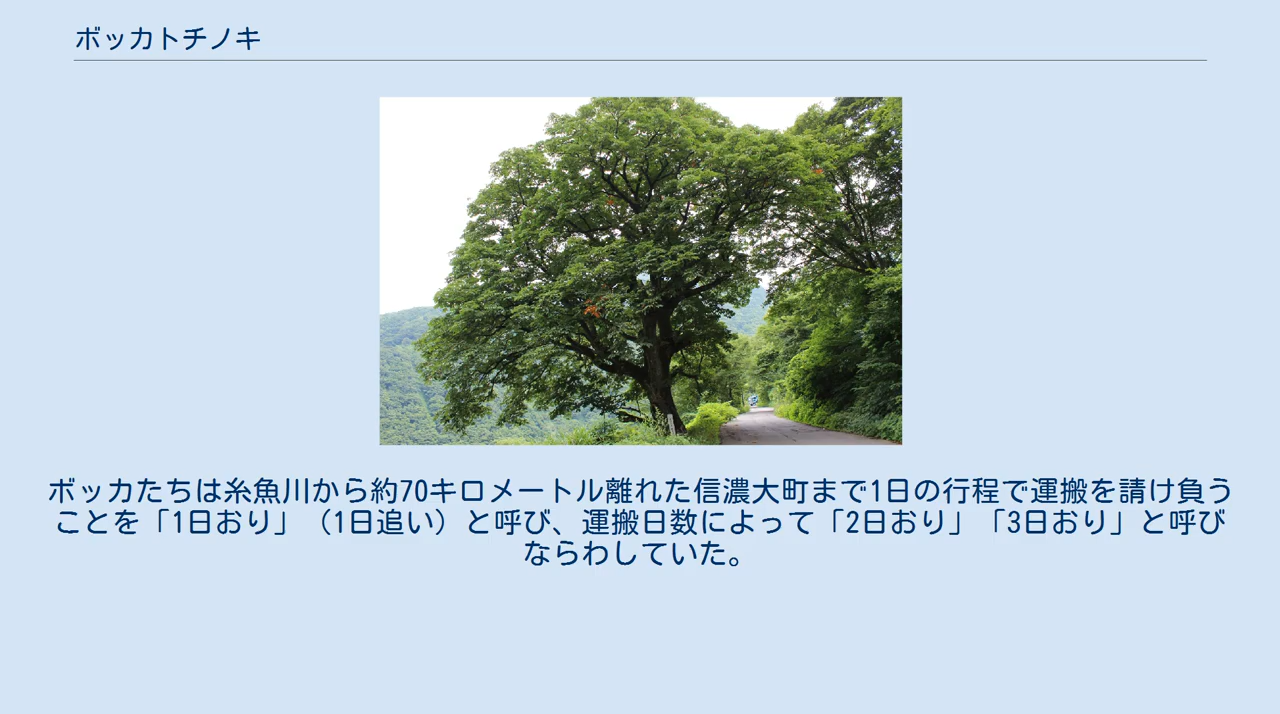 ボッカトチノキ
ボッカたちは糸魚川から約70キロメートル離れた信濃大町まで1日の行程で運搬を請け負う
ことを「1日おり」（1日追い）と呼び、運搬日数によって「2日おり」「3日おり」と呼び
ならわしていた。